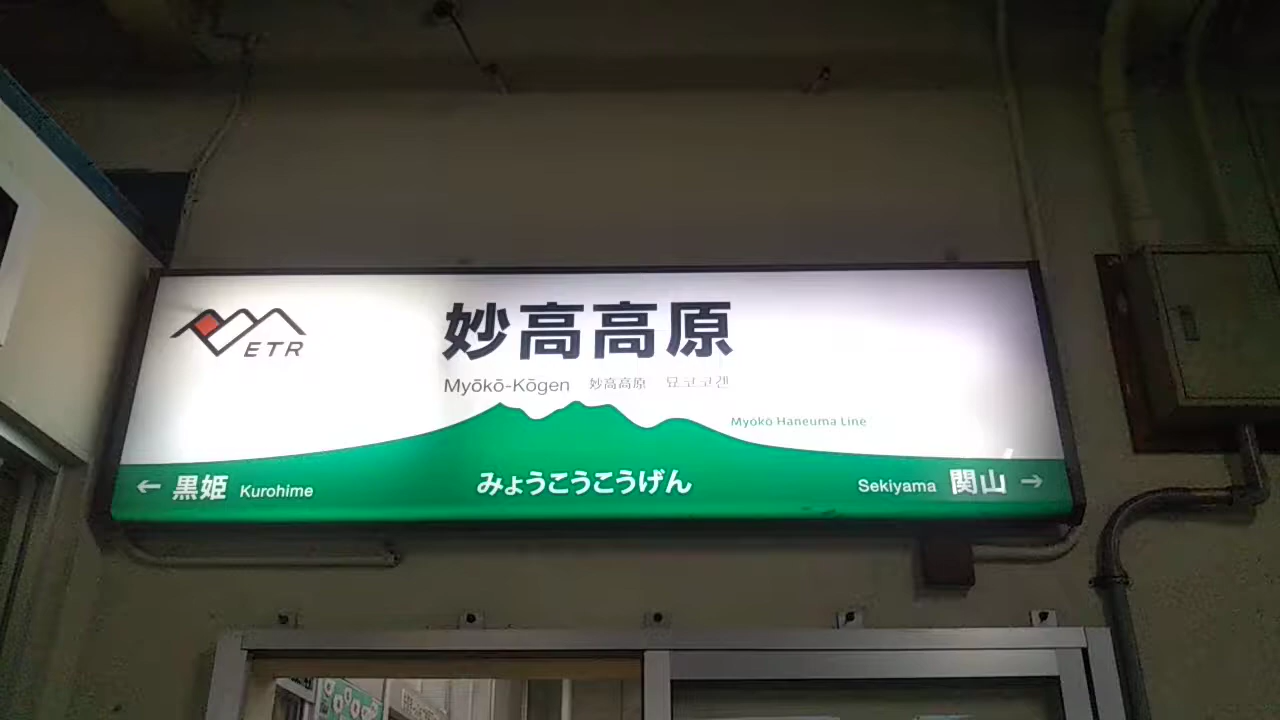 ETR
妙高高原
Myōkō-Kōgen 妙高高原 묘코코겐
Myōkō Haneuma Line
← 黒姫 Kurohime
みょうこうこうげん
Sekiyama 関山 →